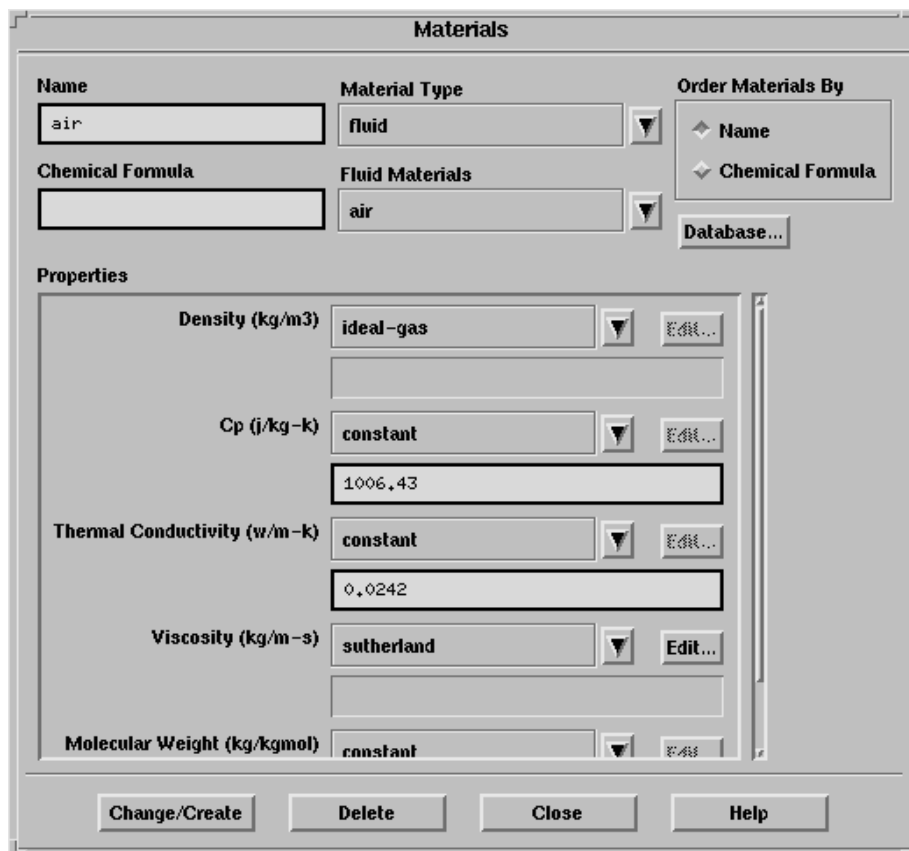 Materials
Name
Material Type
Order Materials By
air
fluid
Name
Chemical Formula
Fluid Materials
Chemical Formula
air
Database...
Properties
Density (kg/m3)
ideal-gas
Edit...
Cp (j/kg-k)
constant
Edit...
1006.43
Thermal Conductivity (w/m-k)
constant
Edit...
0.0242
Viscosity (kg/m-s)
sutherland
Edit...
Molecular Weight (kg/kgmol)
constant
Edit...
Change/Create
Delete
Close
Help